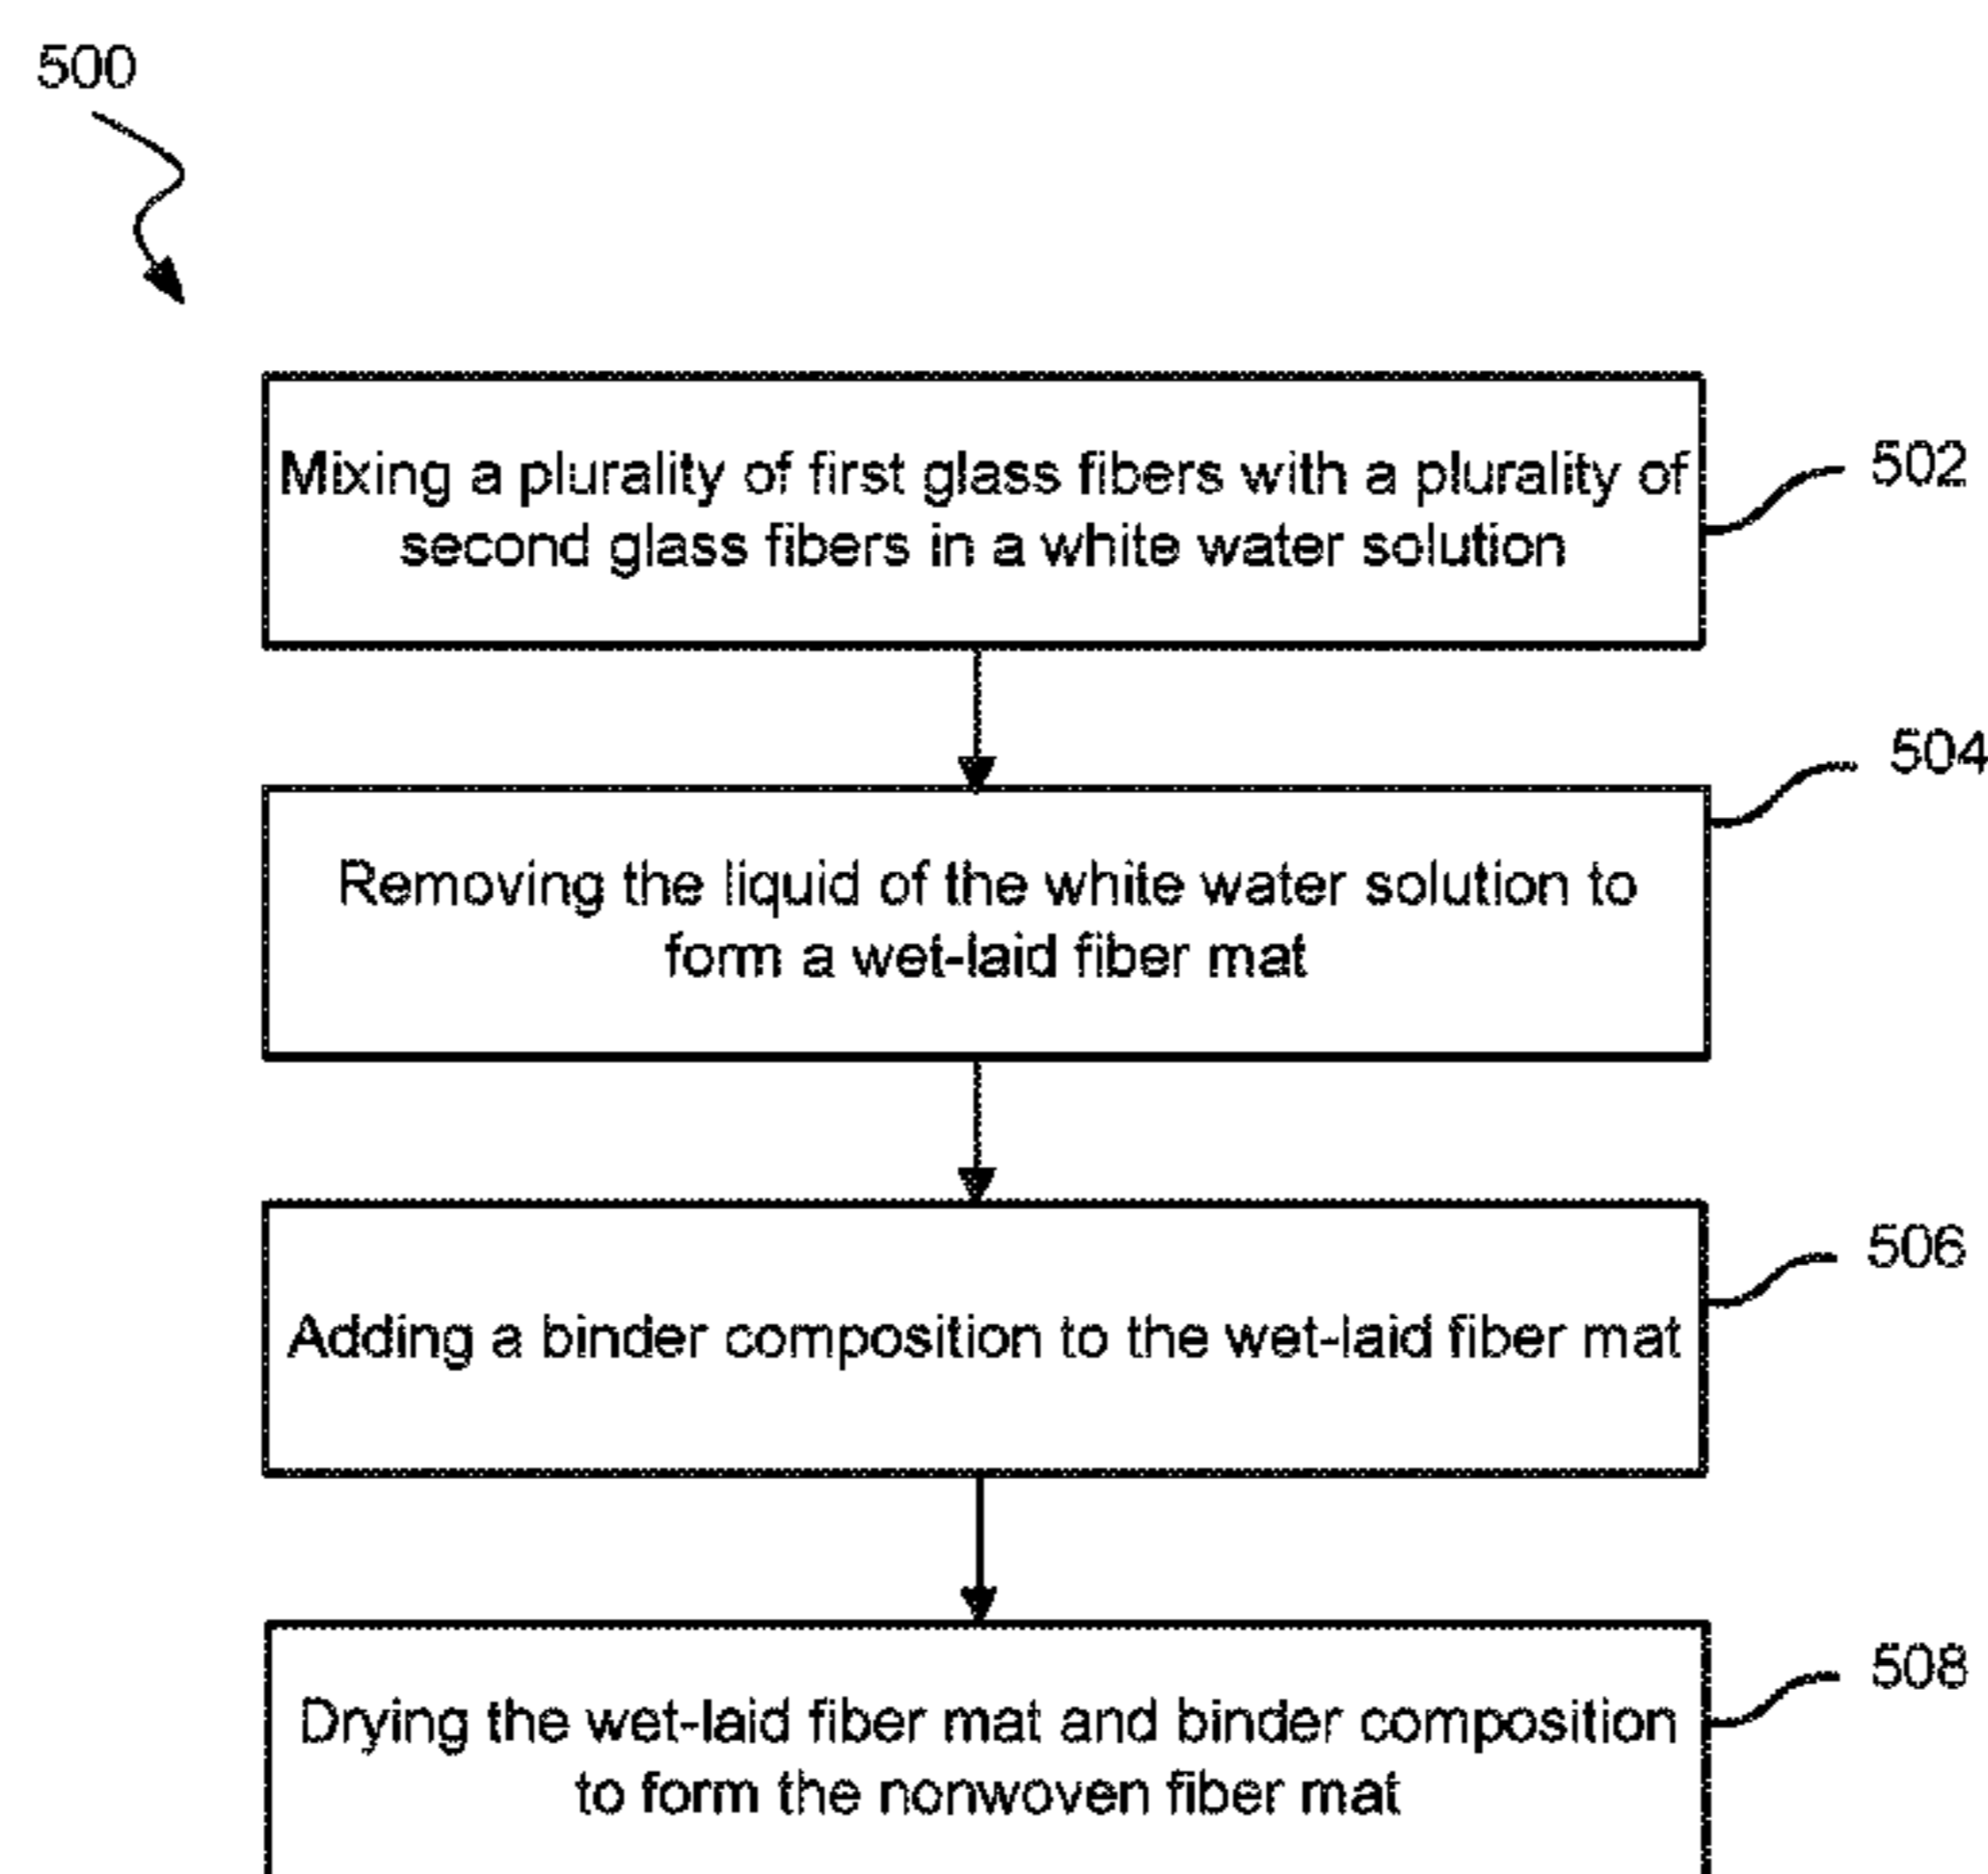 500
Mixing a plurality of first glass fibers with a plurality of
second glass fibers in a white water solution
502
504
Removing the liquid of the white water solution to
form a wet-laid fiber mat
506
Adding a binder composition to the wet-laid fiber mat
508
Drying the wet-laid fiber mat and binder composition
to form the nonwoven fiber mat